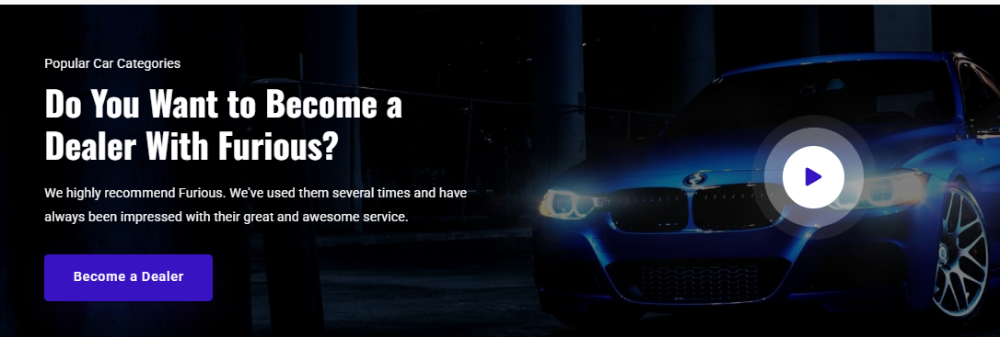 Popular Car Categories
Do You Want to Become a
Dealer With Furious?
We highly recommend Furious. We've used them several times and have
always been impressed with their great and awesome service.
Become a Dealer